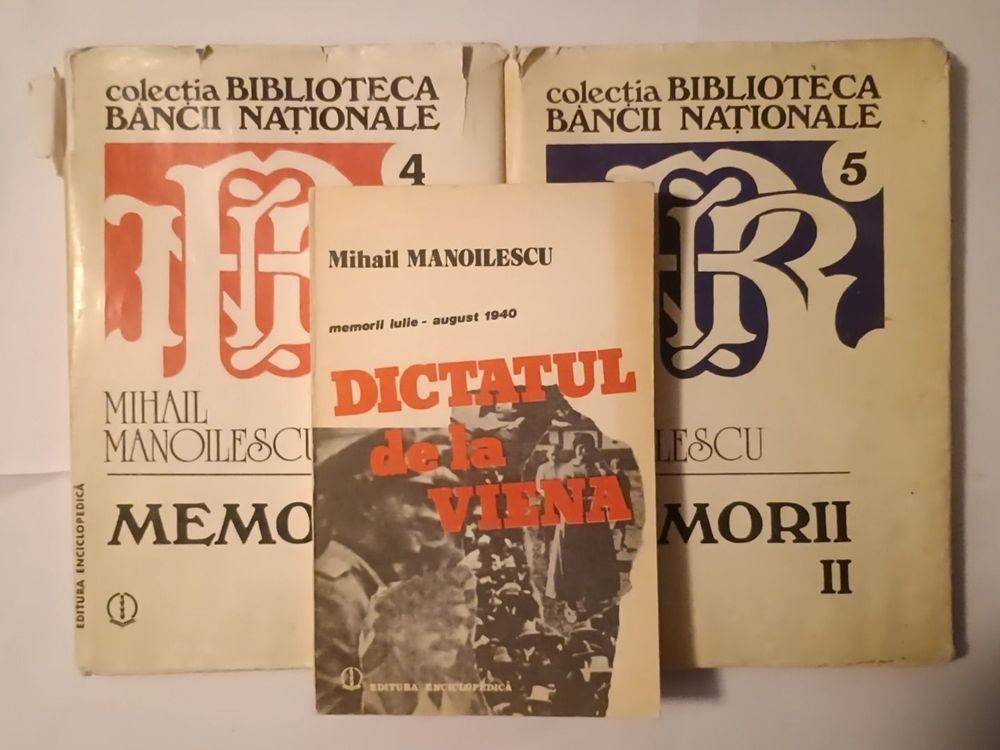 colecția BIBLIOTECA
BĂNCII NAȚIONALE
4
MIHAIL
MANOILESCU
MEMO
EDITURA ENCICLOPEDICĂ
colecția BIBLIOTECA
BĂNCII NAȚIONALE
5
LESCU
MORII
II
Mihail MANOILESCU
memorii iulie - august 1940
DICTATUL
de la
VIENA
EDITURA ENCICLOPEDICĂ